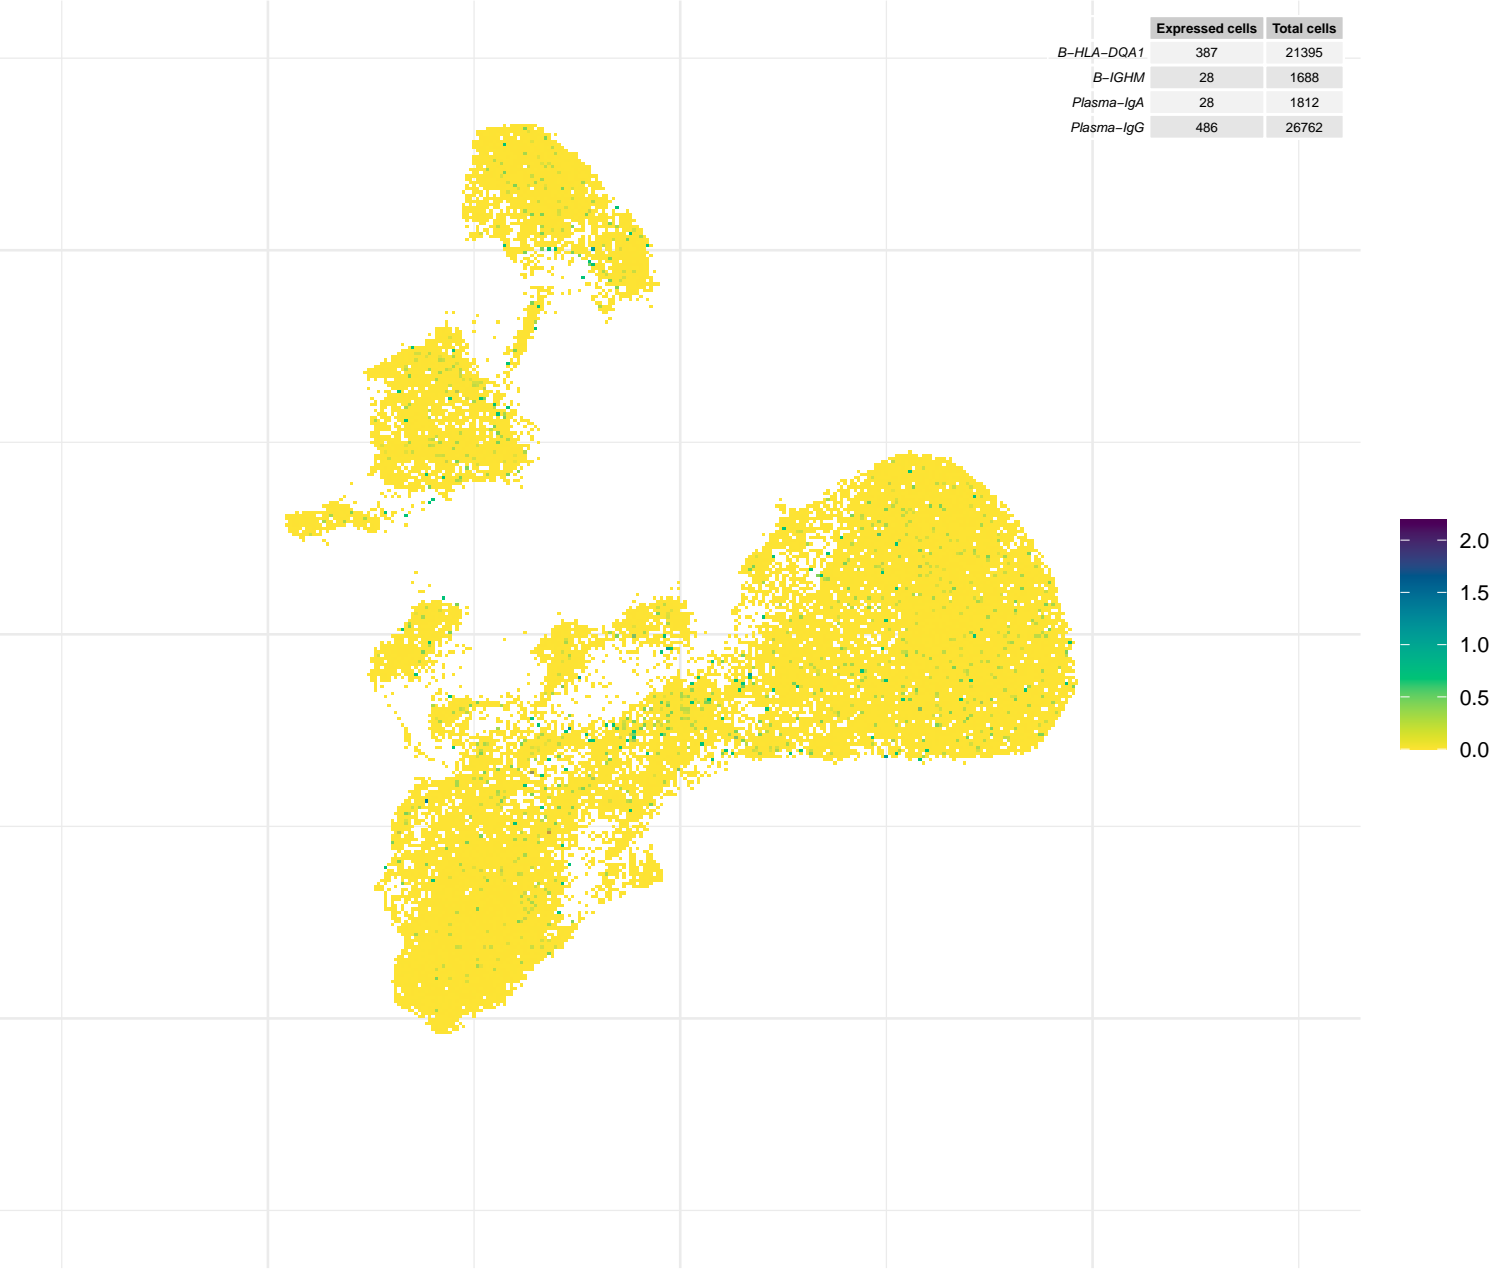 Expressed cells Total cells
B−HLA−DQA1 387 21395
B−IGHM 28 1688
Plasma−IgA 28 1812
Plasma−IgG 486 26762
2.0
1.5
1.0
0.5
0.0